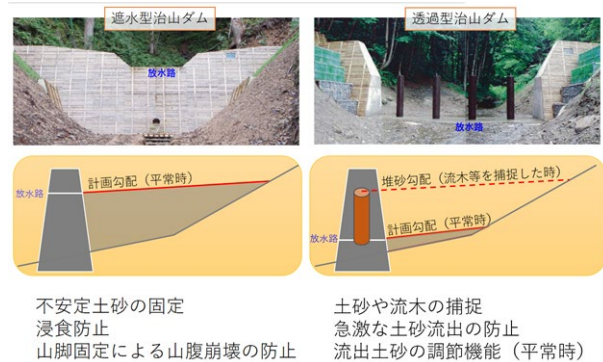 遮水型治山ダム
透過型治山ダム
放水路
放水路
計画勾配（平常時）
放水路
堆砂勾配（流木等を捕捉した時）
計画勾配（平常時）
放水路
不安定土砂の固定
浸食防止
山脚固定による山腹崩壊の防止
土砂や流木の捕捉
急激な土砂流出の防止
流出土砂の調節機能（平常時）